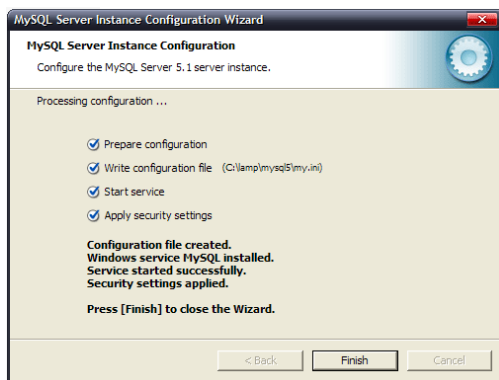 MySQL Server Instance Configuration Wizard
MySQL Server Instance Configuration
Configure the MySQL Server 5.1 server instance.
Processing configuration ...
Prepare configuration
Write configuration file (C:\lamp\mysql5\my.ini)
Start service
Apply security settings
Configuration file created.
Windows service MySQL installed.
Service started successfully.
Security settings applied.
Press [Finish] to close the Wizard.
< Back Finish Cancel